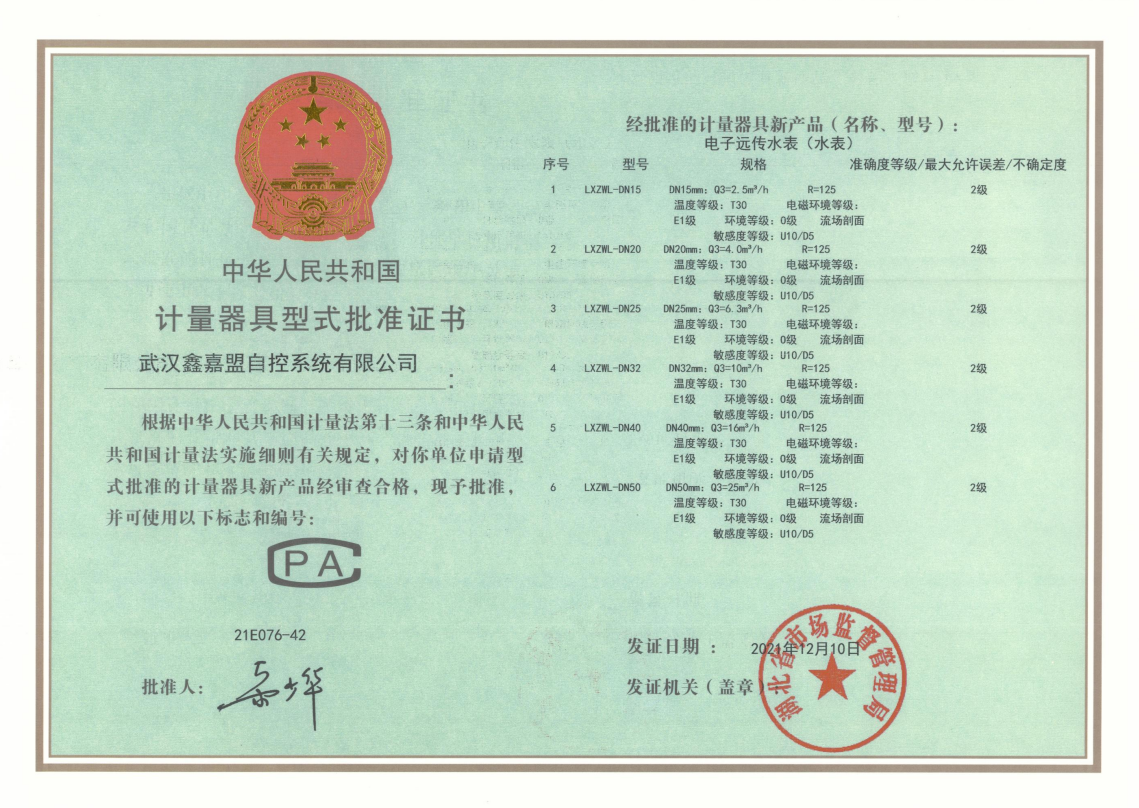 中华人民共和国
计量器具型式批准证书
武汉鑫嘉盟自控系统有限公司
：
根据中华人民共和国计量法第十三条和中华人民
共和国计量法实施细则有关规定，对你单位申请型
式批准的计量器具新产品经审查合格，现予批准，
并可使用以下标志和编号：
CPA
21E076-42
批准人：
经批准的计量器具新产品（名称、型号）：
电子远传水表（水表）
序号 型号 规格 准确度等级/最大允许误差/不确定度
1 LXZWL-DN15 DN15mm；Q3=2.5m³/h R=125 2级
温度等级：T30 电磁环境等级：
E1级 环境等级：O级 流场剖面
敏感度等级：U10/D5
2 LXZWL-DN20 DN20mm；Q3=4.0m³/h R=125 2级
温度等级：T30 电磁环境等级：
E1级 环境等级：O级 流场剖面
敏感度等级：U10/D5
3 LXZWL-DN25 DN25mm；Q3=6.3m³/h R=125 2级
温度等级：T30 电磁环境等级：
E1级 环境等级：O级 流场剖面
敏感度等级：U10/D5
4 LXZWL-DN32 DN32mm；Q3=10m³/h R=125 2级
温度等级：T30 电磁环境等级：
E1级 环境等级：O级 流场剖面
敏感度等级：U10/D5
5 LXZWL-DN40 DN40mm；Q3=16m³/h R=125 2级
温度等级：T30 电磁环境等级：
E1级 环境等级：O级 流场剖面
敏感度等级：U10/D5
6 LXZWL-DN50 DN50mm；Q3=25m³/h R=125 2级
温度等级：T30 电磁环境等级：
E1级 环境等级：O级 流场剖面
敏感度等级：U10/D5
发证日期： 2021年12月10日
发证机关（盖章）：
湖北省市场监督管理局